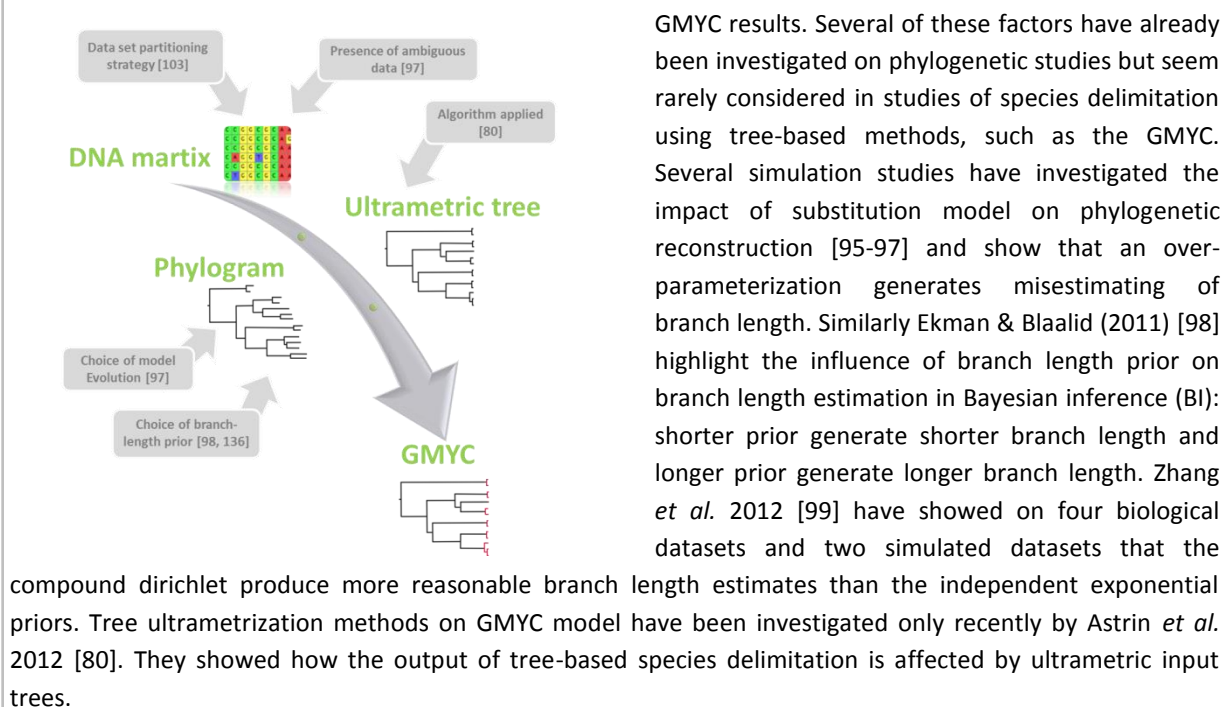 Data set partitioning
strategy [103]
Presence of ambiguous
data [97]
Algorithm applied
[80]
DNA martix
Ultrametric tree
Phylogram
Choice of model
Evolution [97]
Choice of branch-
length prior [98, 136]
GMYC
GMYC results. Several of these factors have already
been investigated on phylogenetic studies but seem
rarely considered in studies of species delimitation
using tree-based methods, such as the GMYC.
Several simulation studies have investigated the
impact of substitution model on phylogenetic
reconstruction [95-97] and show that an over-
parameterization generates misestimating of
branch length. Similarly Ekman & Blaalid (2011) [98]
highlight the influence of branch length prior on
branch length estimation in Bayesian inference (BI):
shorter prior generate shorter branch length and
longer prior generate longer branch length. Zhang
et al. 2012 [99] have showed on four biological
datasets and two simulated datasets that the
compound dirichlet produce more reasonable branch length estimates than the independent exponential
priors. Tree ultrametrization methods on GMYC model have been investigated only recently by Astrin et al.
2012 [80]. They showed how the output of tree-based species delimitation is affected by ultrametric input
trees.